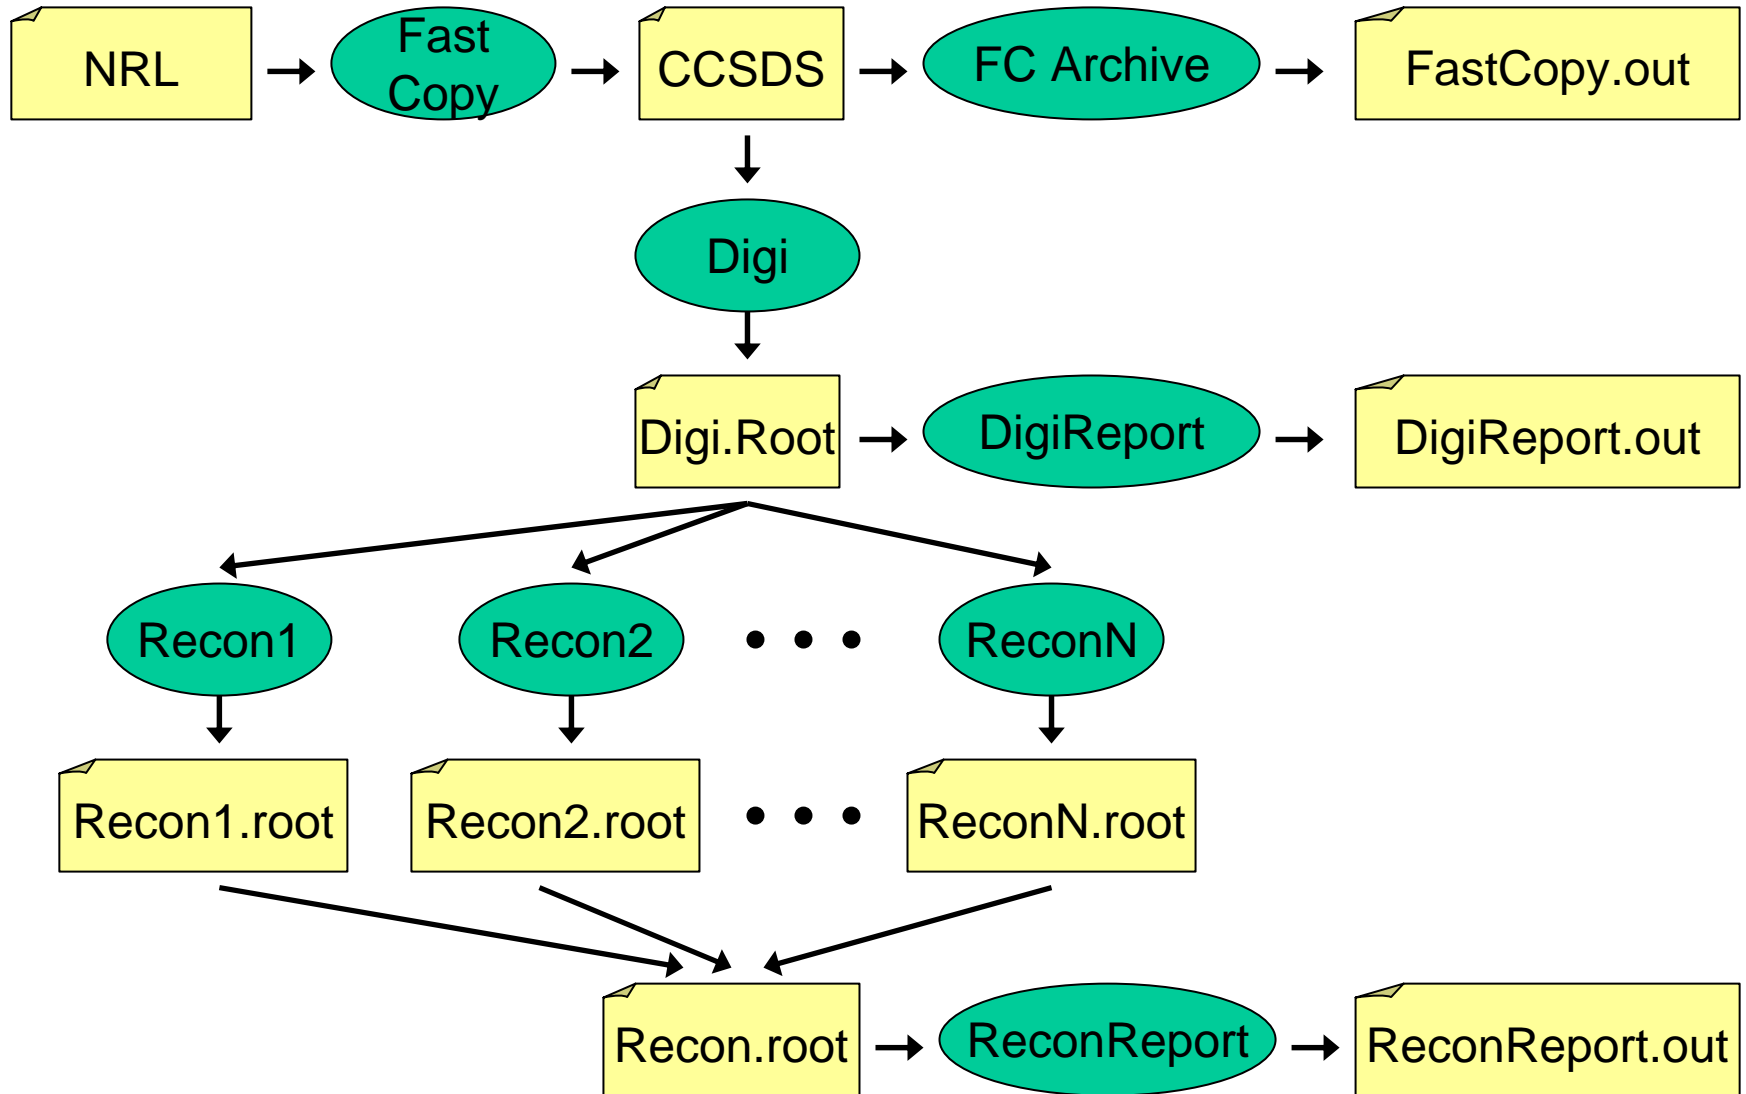 NRL
Fast
Copy
CCSDS
FC Archive
FastCopy.out
Digi
Digi.Root
DigiReport
DigiReport.out
Recon1
Recon2
ReconN
Recon1.root
Recon2.root
ReconN.root
Recon.root
ReconReport
ReconReport.out